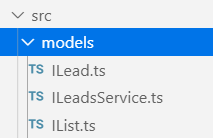 src
models
TS ILead.ts
TS ILeadsService.ts
TS IList.ts